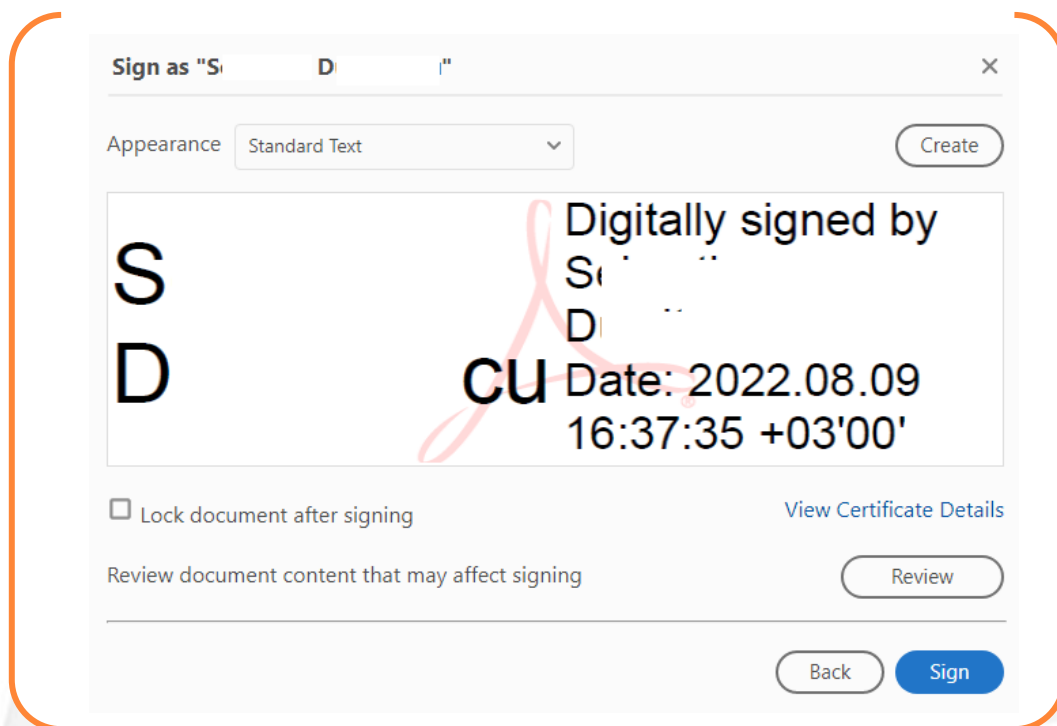 Sign as "S D "
Appearance Standard Text Create
S
D cu
Digitally signed by
S
D
Date: 2022.08.09
16:37:35 +03'00'
Lock document after signing
View Certificate Details
Review document content that may affect signing
Review
Back Sign